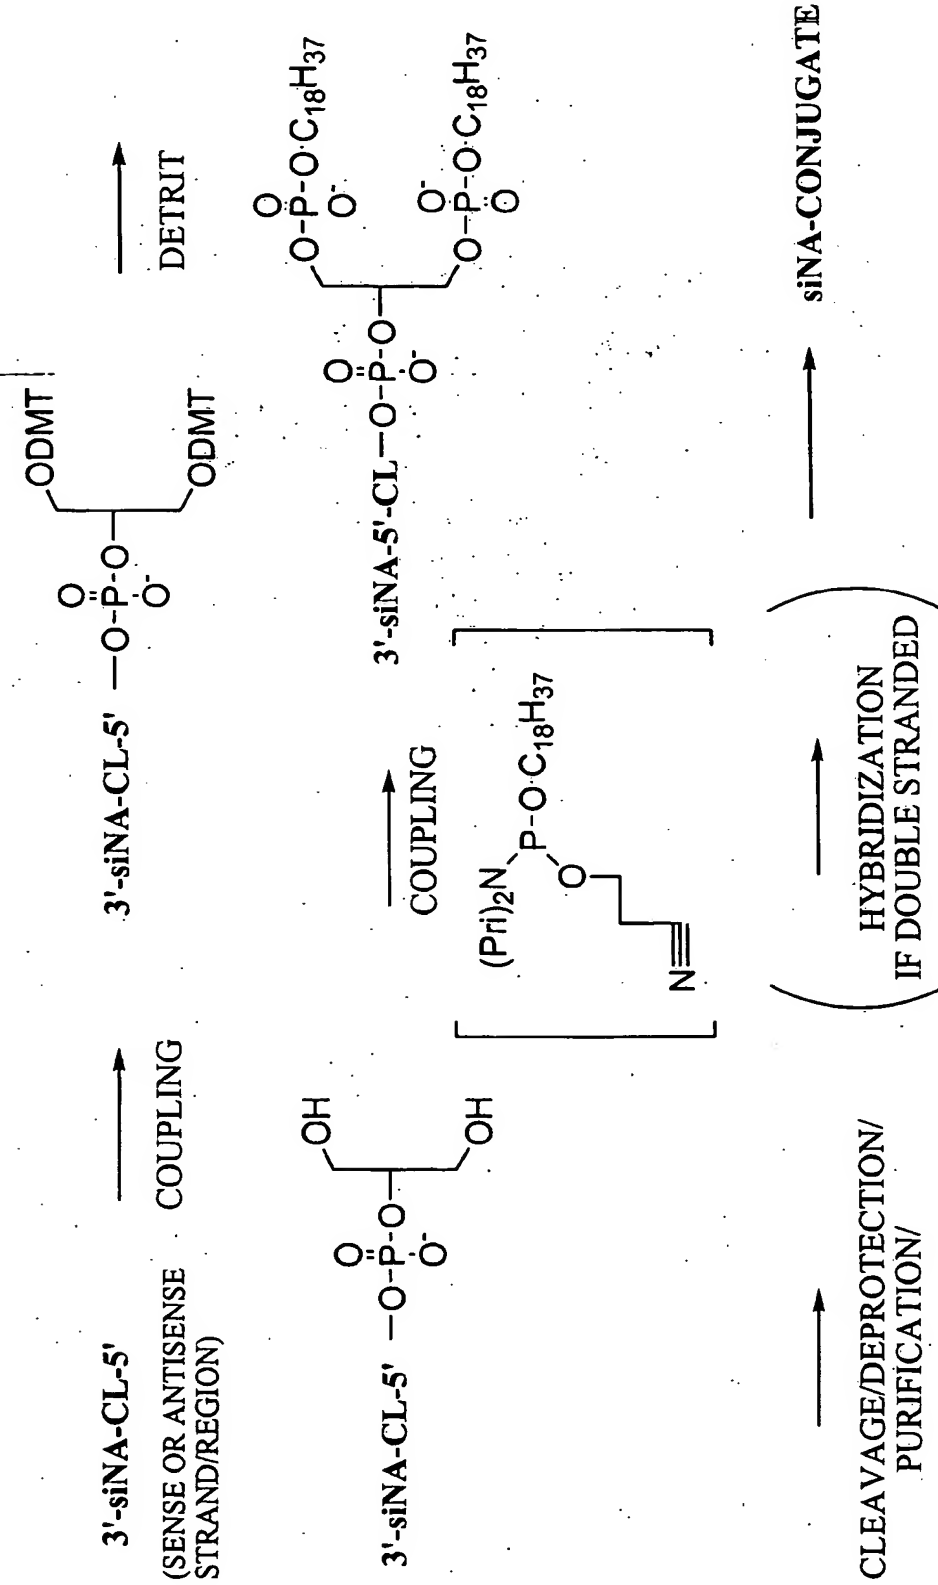 3'-siNA-CL-5'
(SENSE OR ANTISENSE
STRAND/REGION)
COUPLING
3'-siNA-CL-5' —O-P-O
O
O-
ODMT
ODMT
DETRIT
3'-siNA-CL-5' —O-P-O
O
O-
OH
OH
COUPLING
(Pri)2N
P-O·C18H37
O
N
3'-siNA-5'-CL—O-P-O
O
O-
O
O-P-O·C18H37
O-
O-
O-P-O·C18H37
O
CLEAVAGE/DEPROTECTION/
PURIFICATION/
HYBRIDIZATION
IF DOUBLE STRANDED
siNA-CONJUGATE